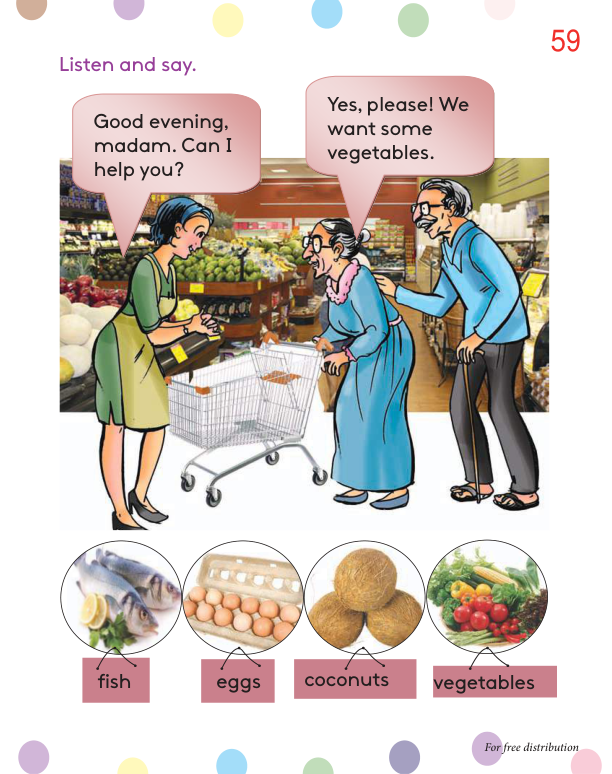 59
Listen and say.
Good evening,
madam. Can I
help you?
Yes, please! We
want some
vegetables.
fish
eggs
coconuts
vegetables
For free distribution